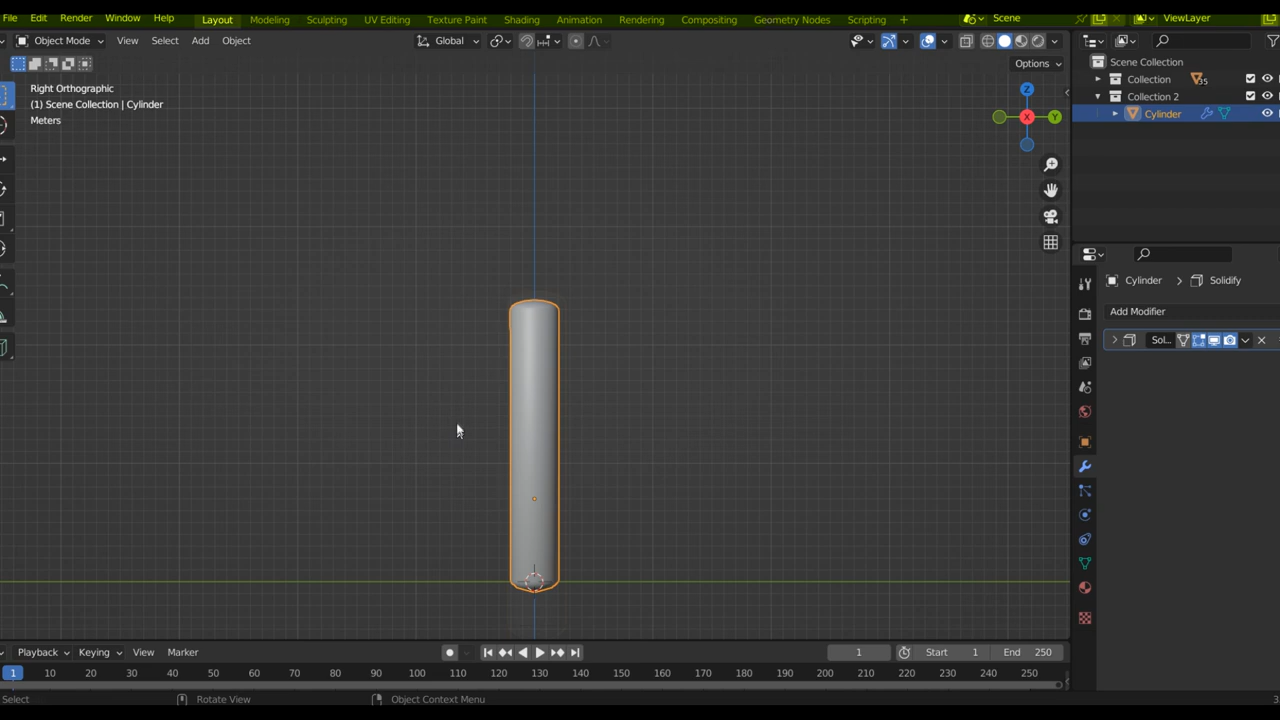 File Edit Render Window Help Layout Modeling Sculpting UV Editing Texture Paint Shading Animation Rendering Compositing Geometry Nodes Scripting + Scene ViewLayer
Object Mode View Select Add Object Global
Options
Right Orthographic
(1) Scene Collection | Cylinder
Meters
Z
X
Y
Scene Collection
Collection 35
Collection 2
Cylinder
Cylinder > Solidify
Add Modifier
Sol...
Playback Keying View Marker 1 Start 1 End 250
1 10 20 30 40 50 60 70 80 90 100 110 120 130 140 150 160 170 180 190 200 210 220 230 240 250
Select Rotate View Object Context Menu 3